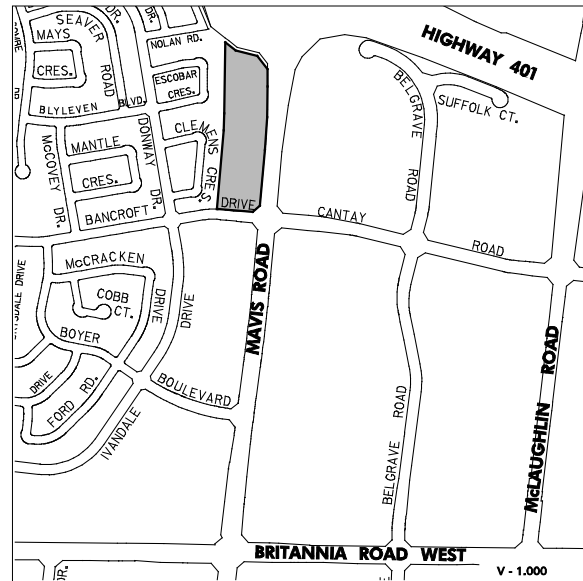 SEAVER
DR.
MAYS
CRES.
ROAD
NOLAN RD.
ESCOBAR
CRES.
BLYLEVEN BLVD.
McCOVEY DR.
MANTLE
CRES.
DONWAY DR.
CLEMENS CRES.
BANCROFT
DRIVE
McCRACKEN
DRIVE
COBB
CT.
BOYER
DRIVE
FORD RD.
DRIVE
IVANDALE
BOULEVARD
MAVIS ROAD
HIGHWAY 401
BELGRAVE
ROAD
SUFFOLK CT.
CANTAY
ROAD
BELGRAVE ROAD
McLAUGHLIN ROAD
BRITANNIA ROAD WEST
DR.
V - 1.000